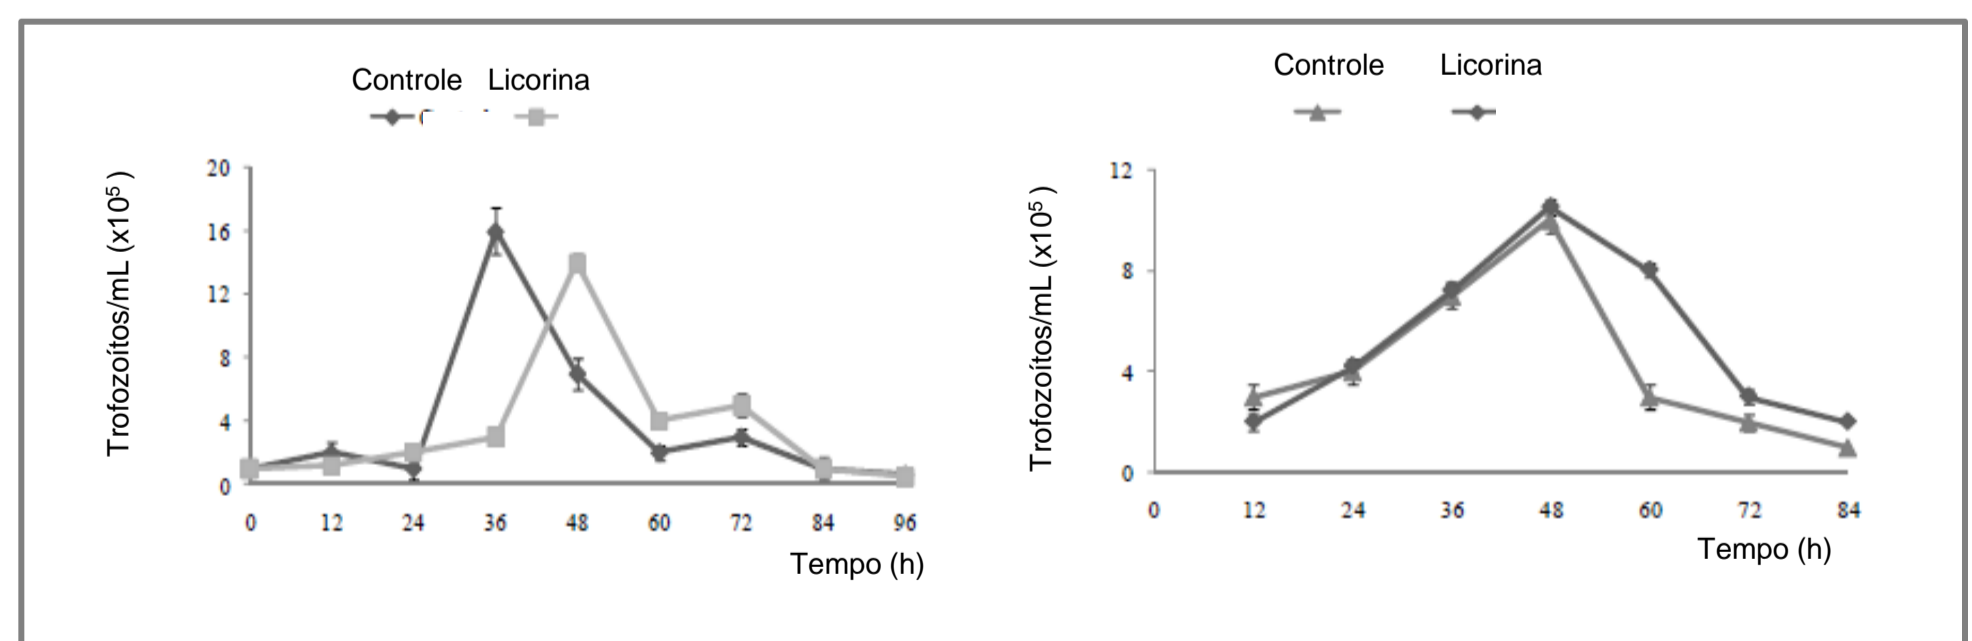 Controle Licorina
Trofozoítos/mL (x10⁵ )
20
16
12
8
4
0
0 12 24 36 48 60 72 84 96
Tempo (h)
Controle Licorina
Trofozoítos/mL (x10⁵ )
12
8
4
0
0 12 24 36 48 60 72 84
Tempo (h)